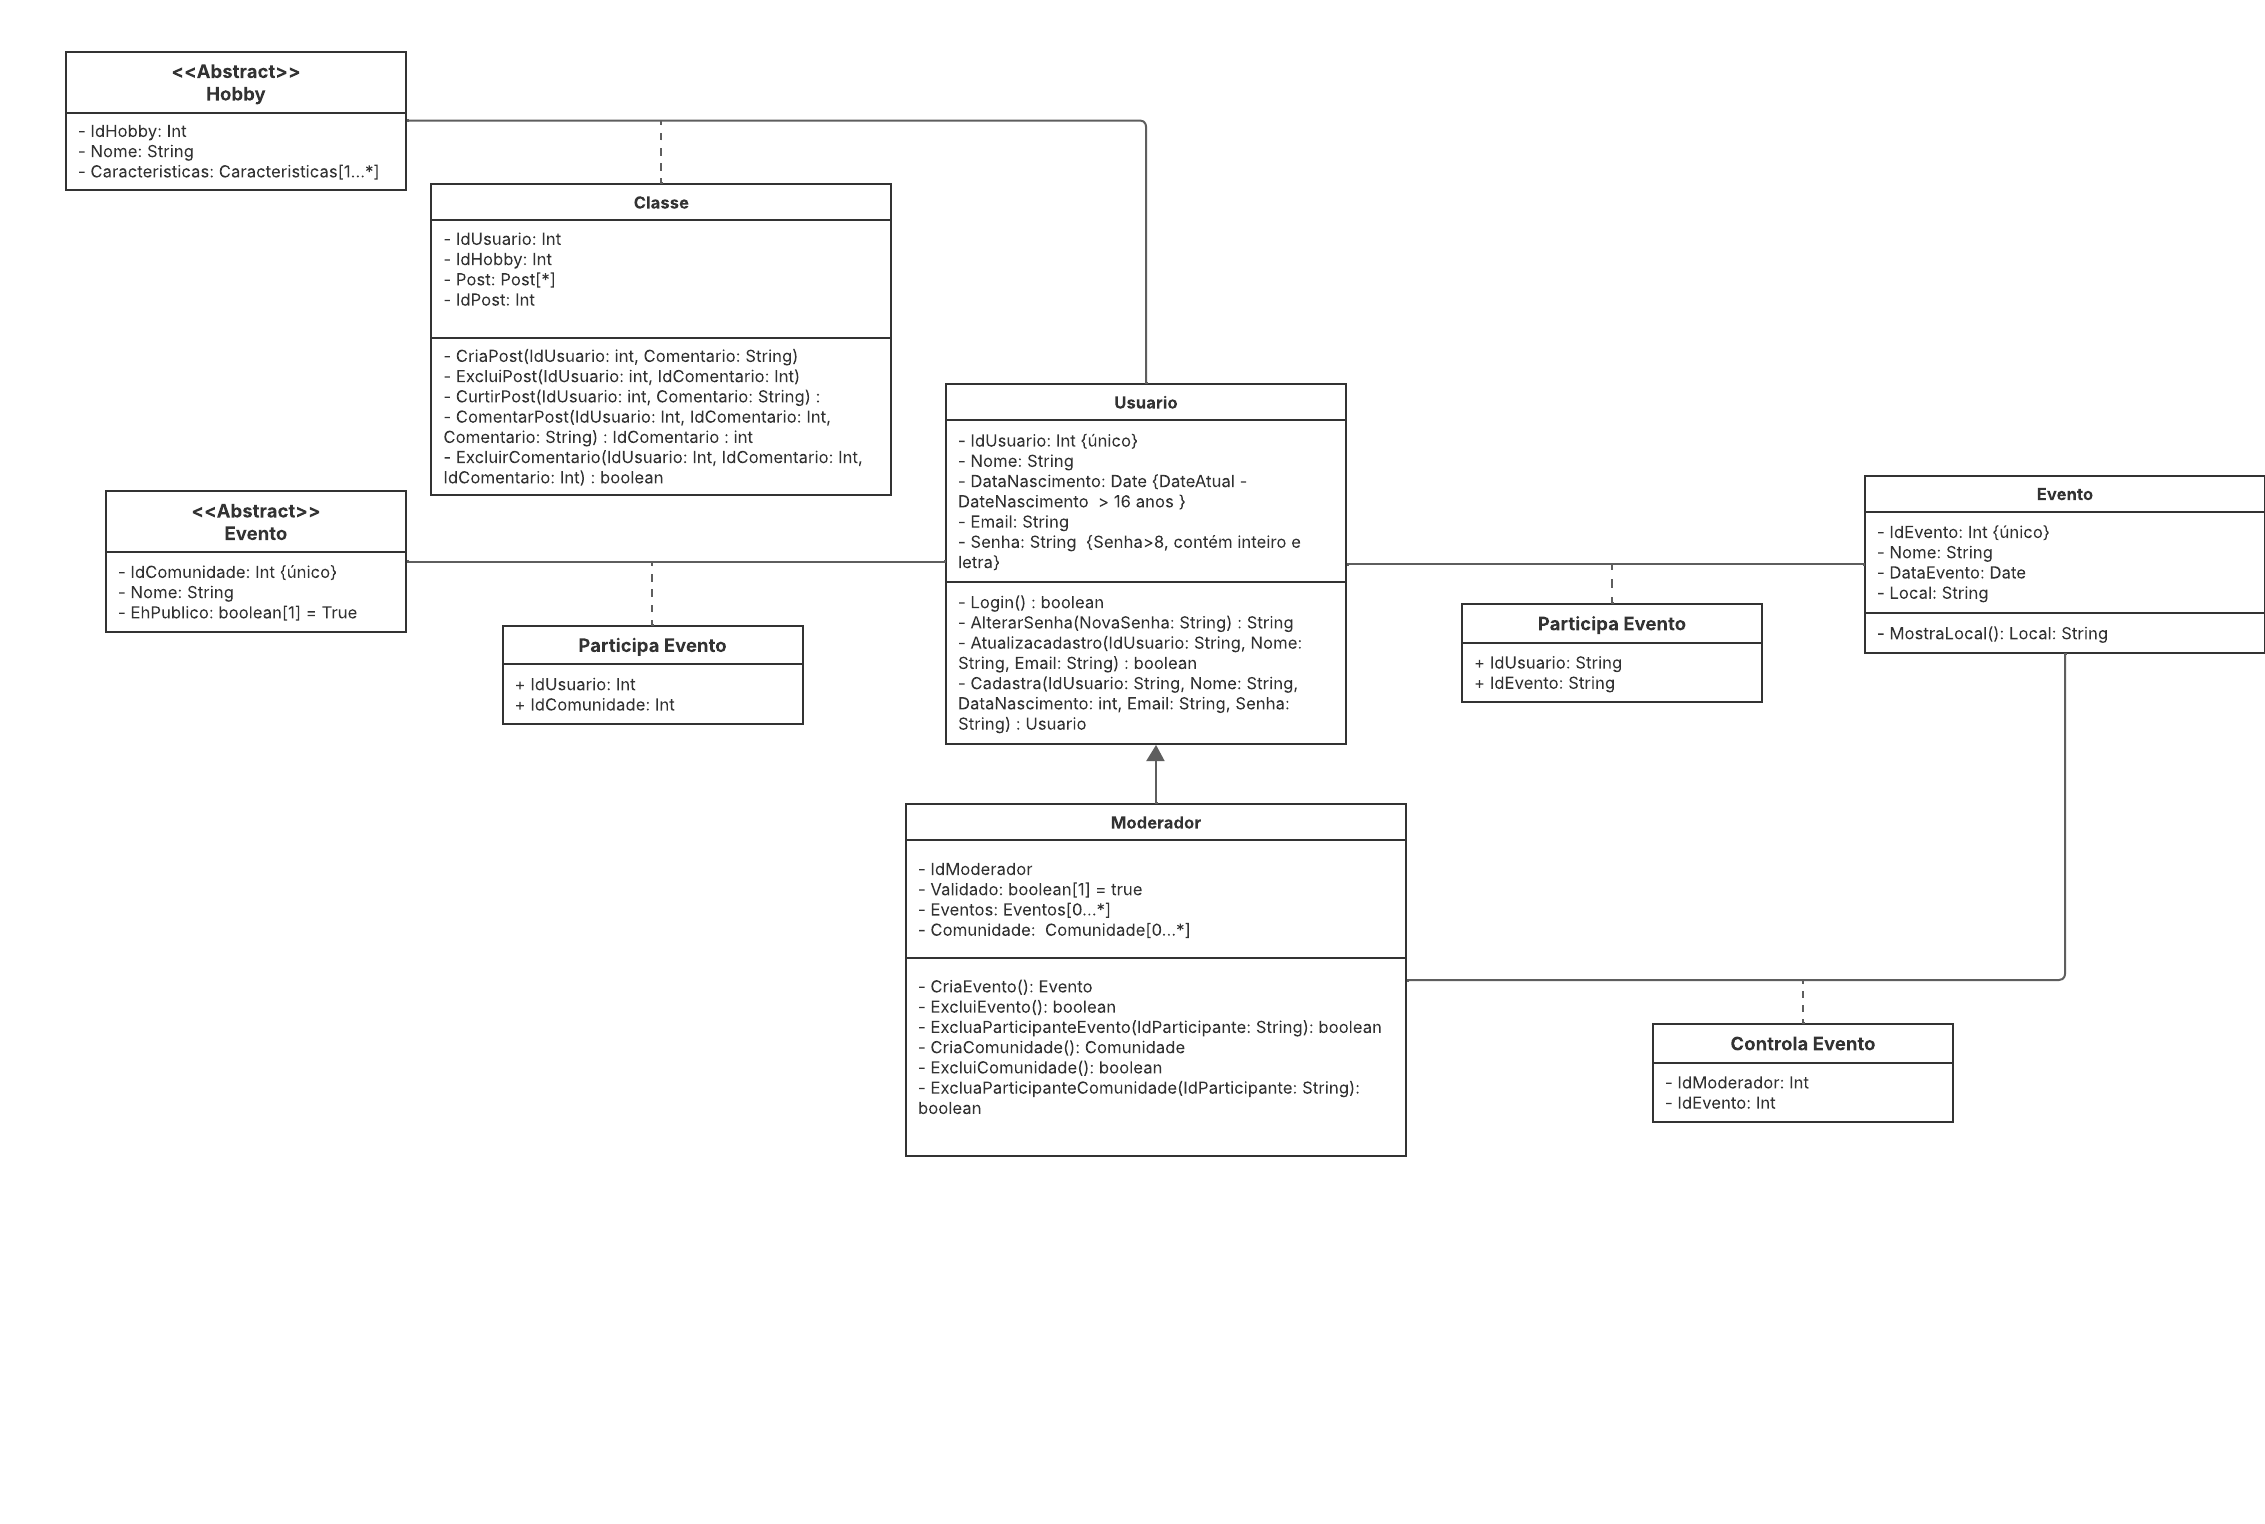 <<Abstract>>
Hobby
- IdHobby: Int
- Nome: String
- Caracteristicas: Caracteristicas[1...*]
Classe
- IdUsuario: Int
- IdHobby: Int
- Post: Post[*]
- IdPost: Int
- CriaPost(IdUsuario: int, Comentario: String)
- ExcluiPost(IdUsuario: int, IdComentario: Int)
- CurtirPost(IdUsuario: int, Comentario: String) :
- ComentarPost(IdUsuario: Int, IdComentario: Int,
Comentario: String) : IdComentario : int
- ExcluirComentario(IdUsuario: Int, IdComentario: Int,
IdComentario: Int) : boolean
<<Abstract>>
Evento
- IdComunidade: Int {único}
- Nome: String
- EhPublico: boolean[1] = True
Participa Evento
+ IdUsuario: Int
+ IdComunidade: Int
Usuario
- IdUsuario: Int {único}
- Nome: String
- DataNascimento: Date {DateAtual -
DateNascimento  > 16 anos }
- Email: String
- Senha: String  {Senha>8, contém inteiro e
letra}
- Login() : boolean
- AlterarSenha(NovaSenha: String) : String
- Atualizacadastro(IdUsuario: String, Nome:
String, Email: String) : boolean
- Cadastra(IdUsuario: String, Nome: String,
DataNascimento: int, Email: String, Senha:
String) : Usuario
Participa Evento
+ IdUsuario: String
+ IdEvento: String
Evento
- IdEvento: Int {único}
- Nome: String
- DataEvento: Date
- Local: String
- MostraLocal(): Local: String
Moderador
- IdModerador
- Validado: boolean[1] = true
- Eventos: Eventos[0...*]
- Comunidade:  Comunidade[0...*]
- CriaEvento(): Evento
- ExcluiEvento(): boolean
- ExcluaParticipanteEvento(IdParticipante: String): boolean
- CriaComunidade(): Comunidade
- ExcluiComunidade(): boolean
- ExcluaParticipanteComunidade(IdParticipante: String):
boolean
Controla Evento
- IdModerador: Int
- IdEvento: Int